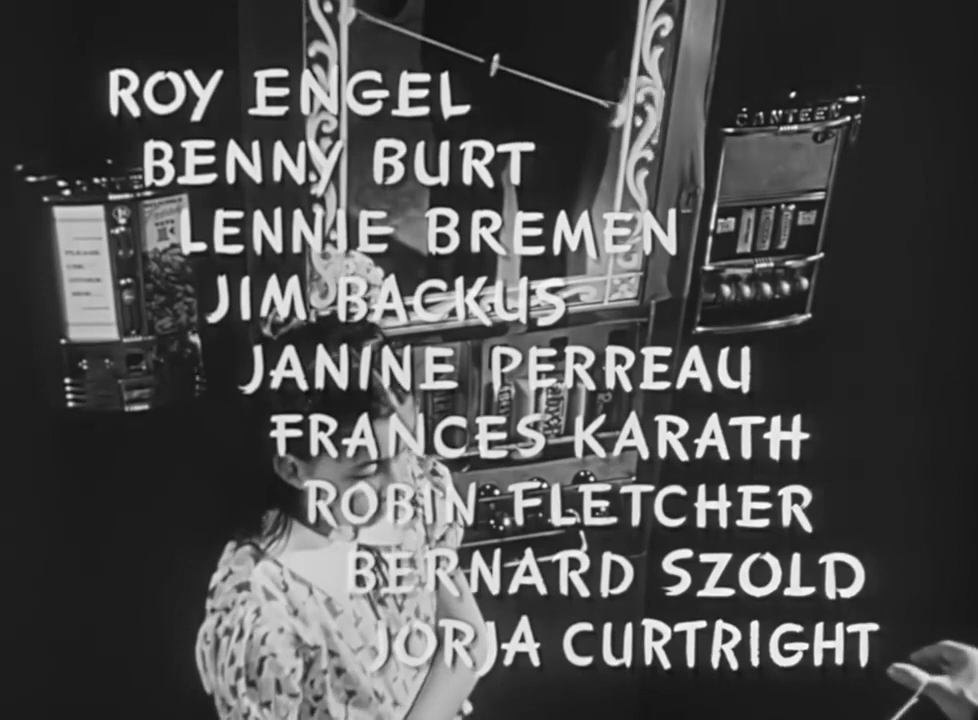 ROY ENGEL
BENNY BURT
LENNIE BREMEN
JIM BACKUS
JANINE PERREAU
FRANCES KARATH
ROBIN FLETCHER
BERNARD SZOLD
JORJA CURTRIGHT
CANTEEN